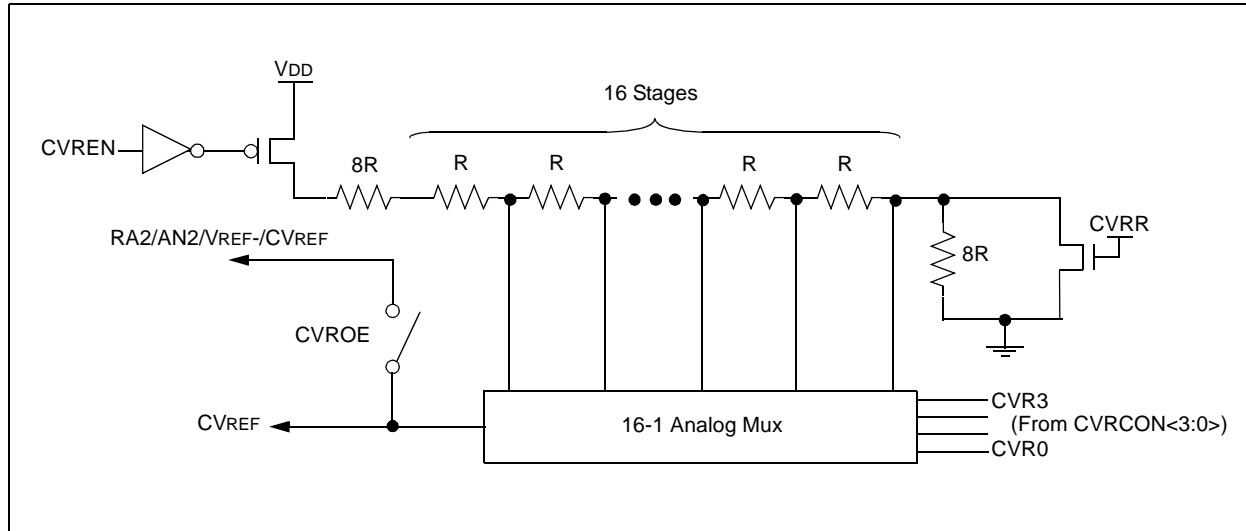 VDD
16 Stages
CVREN
8R
R
R
R
R
RA2/AN2/VREF-/CVREF
CVRR
8R
CVROE
CVREF
16-1 Analog Mux
CVR3
(From CVRCON<3:0>)
CVR0